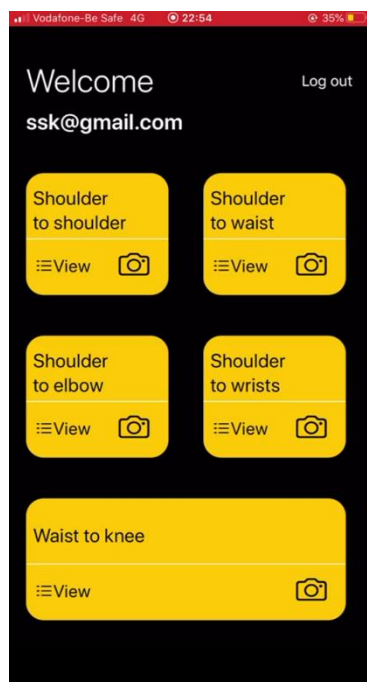 Vodafone-Be Safe 4G 22:54 35%
Welcome
Log out
ssk@gmail.com
Shoulder
to shoulder
View
Shoulder
to waist
View
Shoulder
to elbow
View
Shoulder
to wrists
View
Waist to knee
View